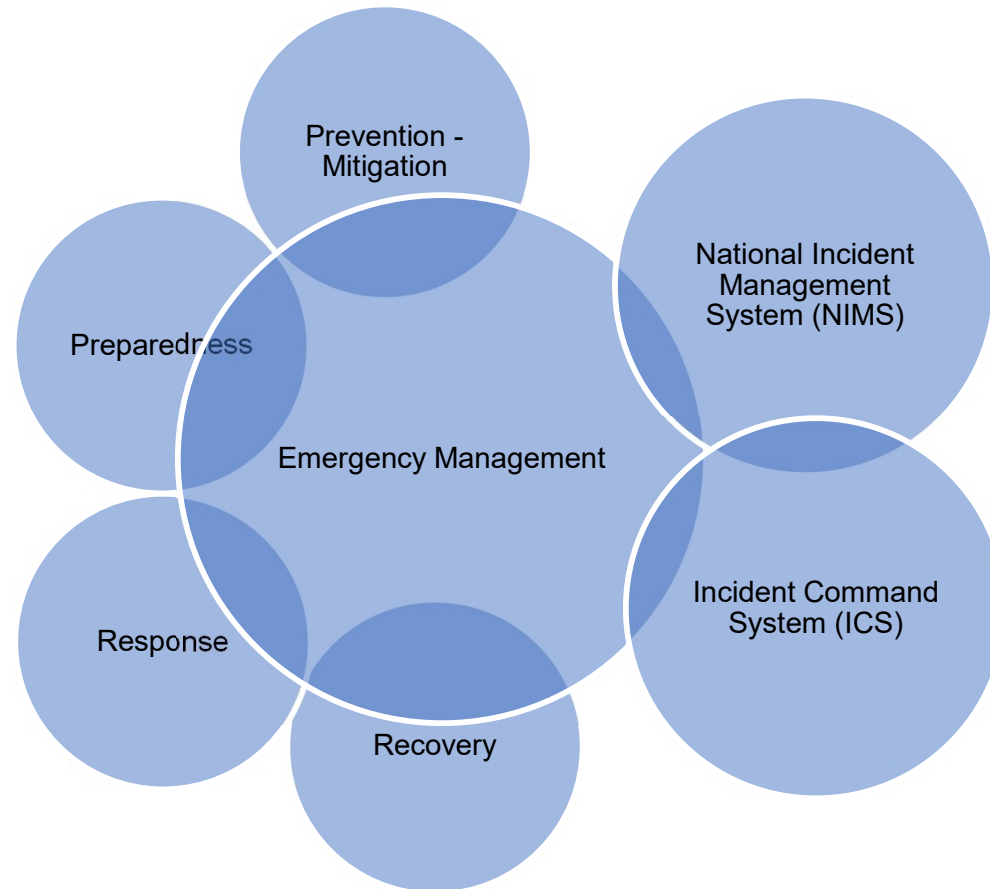 Prevention -
Mitigation
National Incident
Management
System (NIMS)
Preparedness
Emergency Management
Incident Command
System (ICS)
Response
Recovery